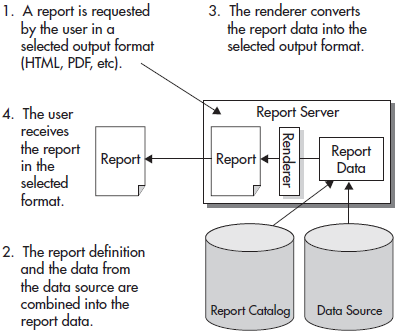 1. A report is requested
by the user in a
selected output format
(HTML, PDF, etc).
3. The renderer converts
the report data into the
selected output format.
4. The user
receives
the report
in the
selected
format.
Report Server
Report
Report
Renderer
Report
Data
2. The report definition
and the data from
the data source are
combined into the
report data.
Report Catalog
Data Source